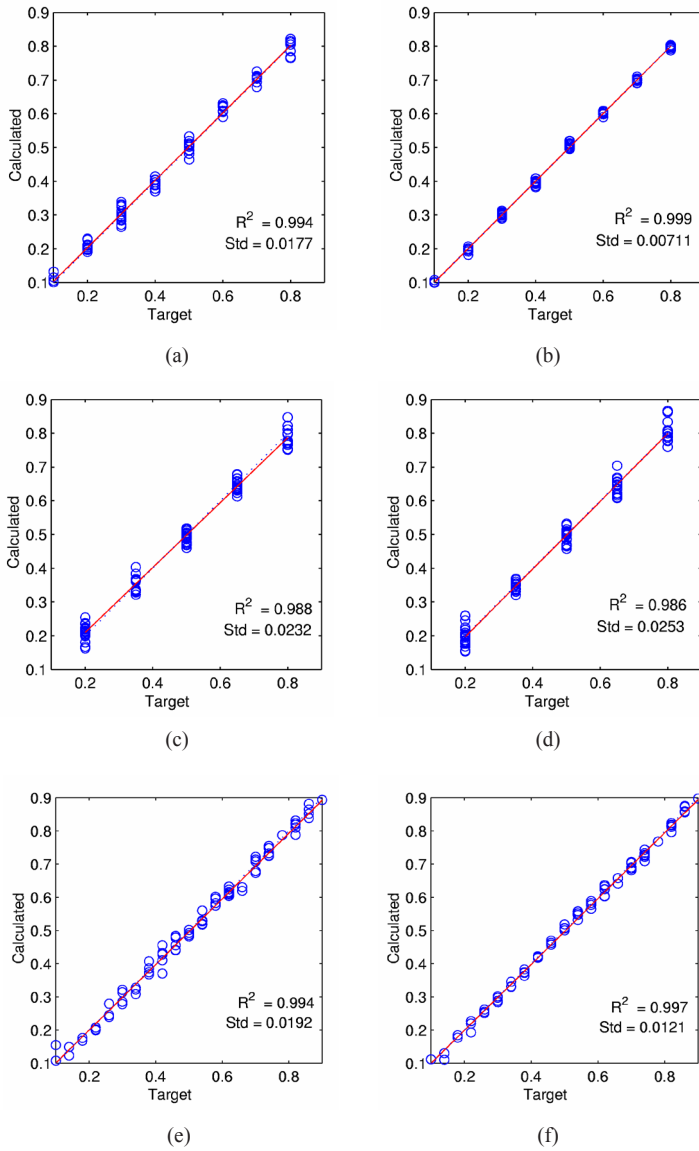 0.9
0.8
0.7
0.6
0.5
0.4
0.3
0.2
0.1
Calculated
R² = 0.994
Std = 0.0177
0.2 0.4 0.6 0.8
Target
(a)
0.9
0.8
0.7
0.6
0.5
0.4
0.3
0.2
0.1
Calculated
R² = 0.999
Std = 0.00711
0.2 0.4 0.6 0.8
Target
(b)
0.9
0.8
0.7
0.6
0.5
0.4
0.3
0.2
0.1
Calculated
R² = 0.988
Std = 0.0232
0.2 0.4 0.6 0.8
Target
(c)
0.9
0.8
0.7
0.6
0.5
0.4
0.3
0.2
0.1
Calculated
R² = 0.986
Std = 0.0253
0.2 0.4 0.6 0.8
Target
(d)
0.9
0.8
0.7
0.6
0.5
0.4
0.3
0.2
0.1
Calculated
R² = 0.994
Std = 0.0192
0.2 0.4 0.6 0.8
Target
(e)
0.9
0.8
0.7
0.6
0.5
0.4
0.3
0.2
0.1
Calculated
R² = 0.997
Std = 0.0121
0.2 0.4 0.6 0.8
Target
(f)